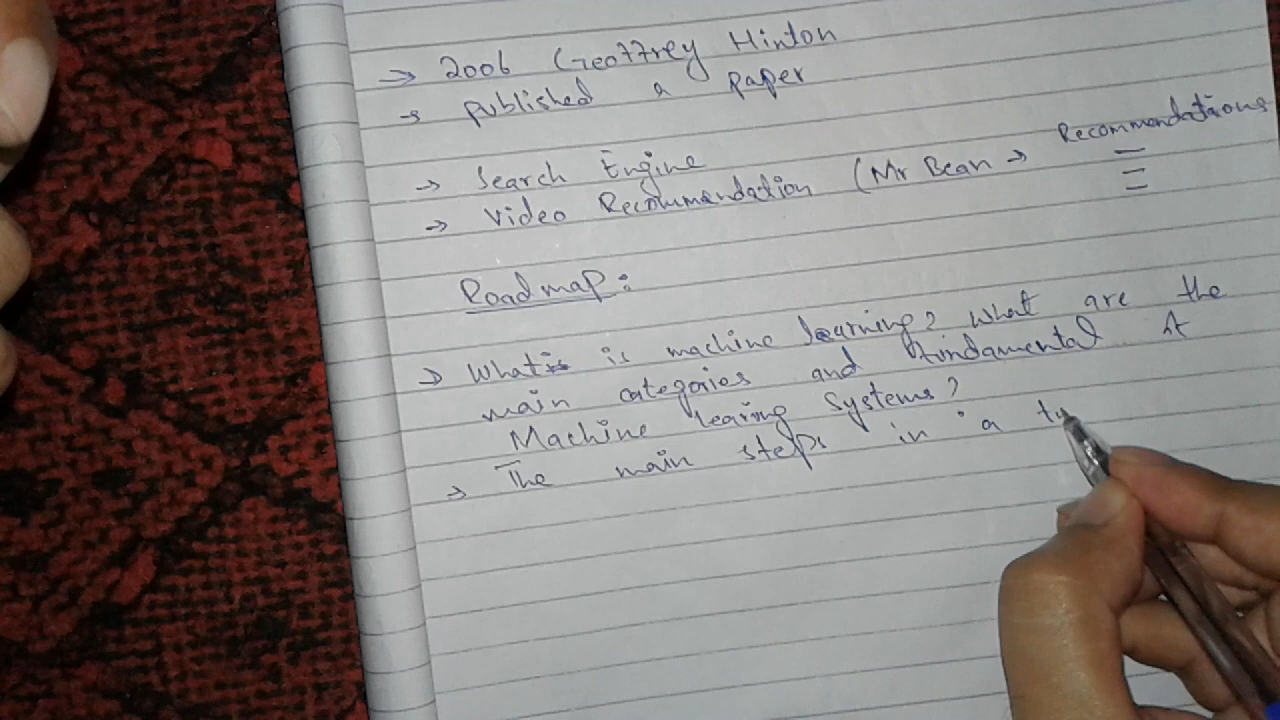 → 2006 Geoffrey Hinton
→ published a paper
→ Search Engine
→ Video Recommendation (Mr Bean → Recommendations
Roadmap:
→ What is machine learning? What are the
main categories and fundamental of
Machine learing systems?
→ The main steps in a